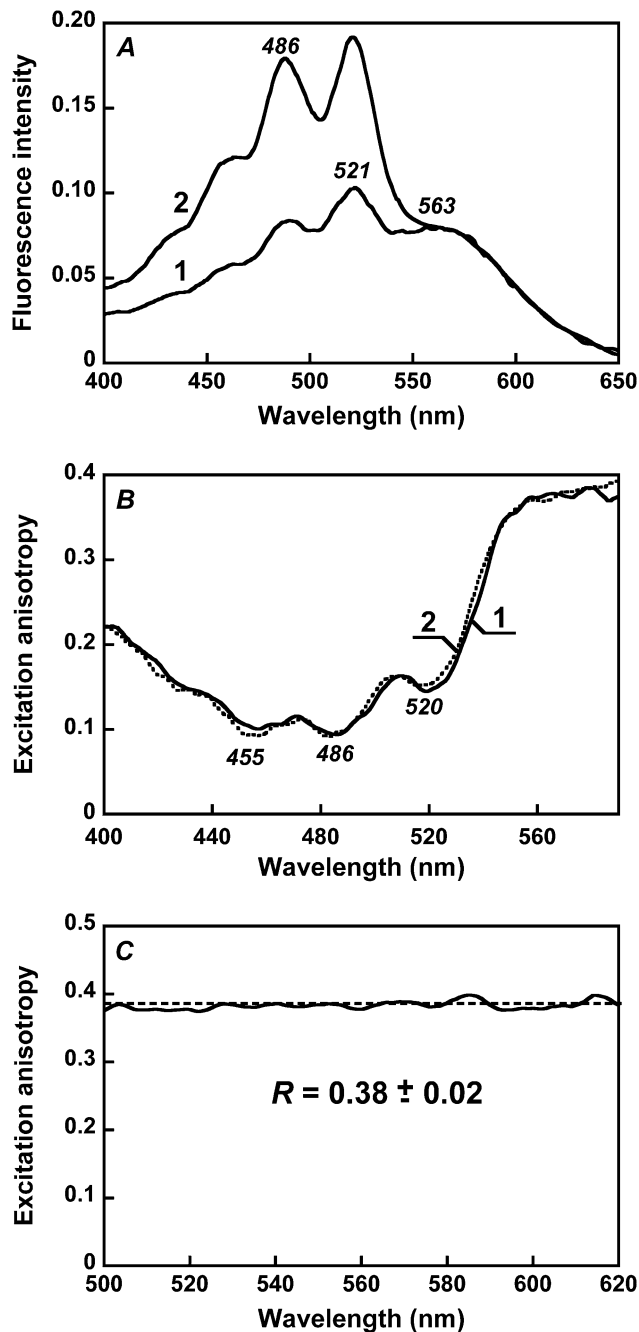 A
0.20
0.15
0.10
0.05
0
Fluorescence intensity
486
521
563
2
1
400 450 500 550 600 650
Wavelength (nm)
B
0.4
0.3
0.2
0.1
0
Excitation anisotropy
2 1
455 486 520
400 440 480 520 560
Wavelength (nm)
C
0.5
0.4
0.3
0.2
0.1
0
Excitation anisotropy
R = 0.38 ± 0.02
500 520 540 560 580 600 620
Wavelength (nm)